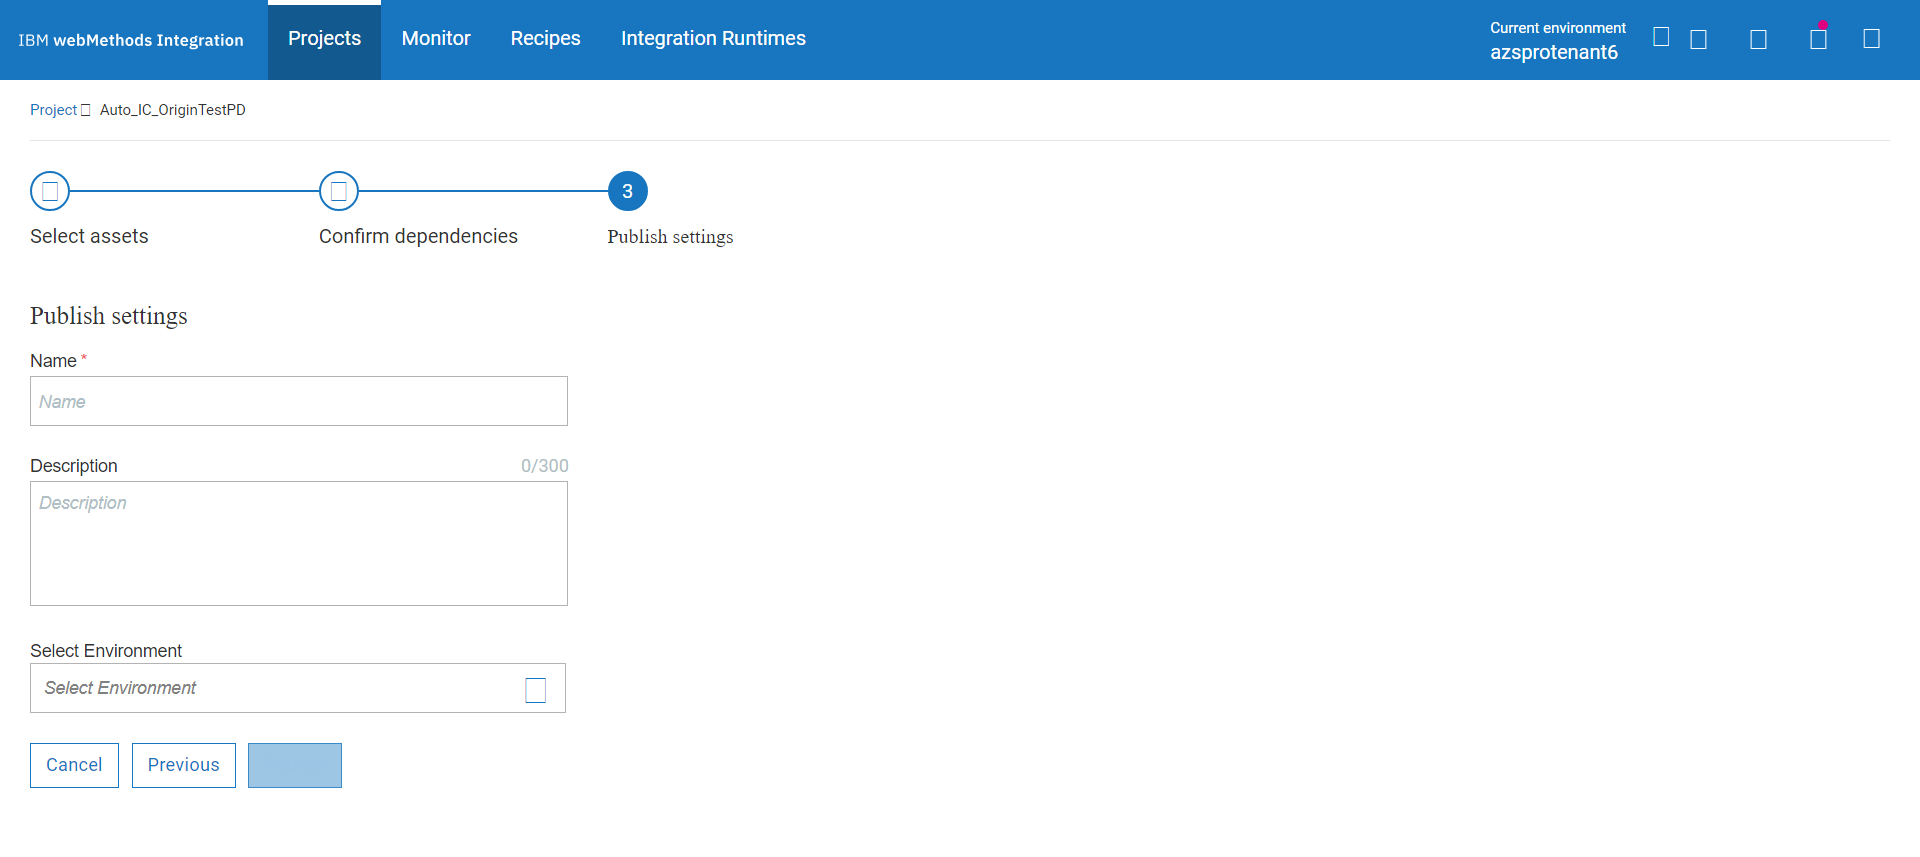 IBM webMethods Integration
Projects
Monitor
Recipes
Integration Runtimes
Current environment
azsprotenant6
Project
Auto_IC_OriginTestPD
3
Select assets
Confirm dependencies
Publish settings
Publish settings
Name *
Name
Description
0/300
Description
Select Environment
Select Environment
Cancel
Previous